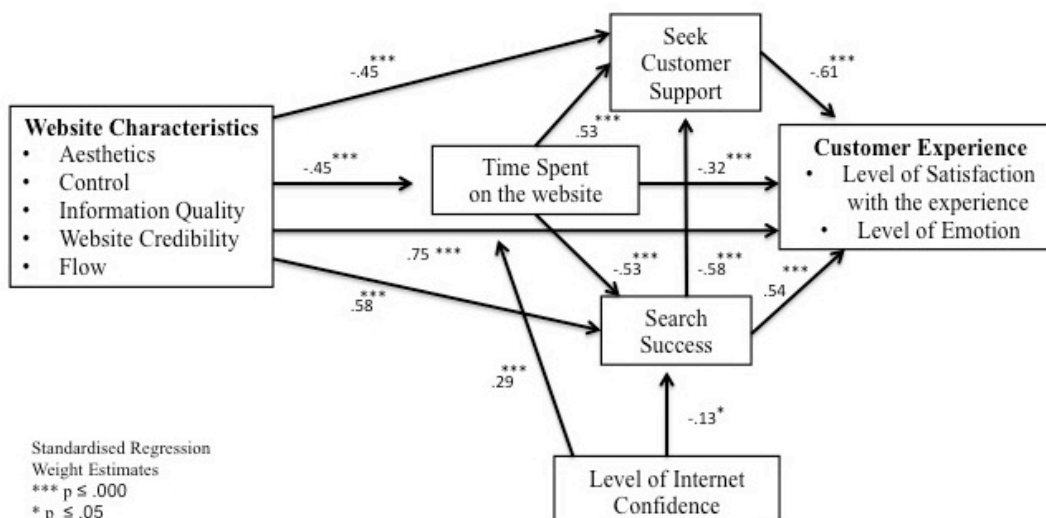 Seek
Customer
Support
-.45***
-.61***
.53***
Website Characteristics
• Aesthetics
• Control
• Information Quality
• Website Credibility
• Flow
-.45***
Time Spent
on the website
-.32***
Customer Experience
• Level of Satisfaction
with the experience
• Level of Emotion
.75 ***
-.53***
-.58***
.54***
.58***
Search
Success
.29***
-.13*
Level of Internet
Confidence
Standardised Regression
Weight Estimates
*** p ≤ .000
* p ≤ .05